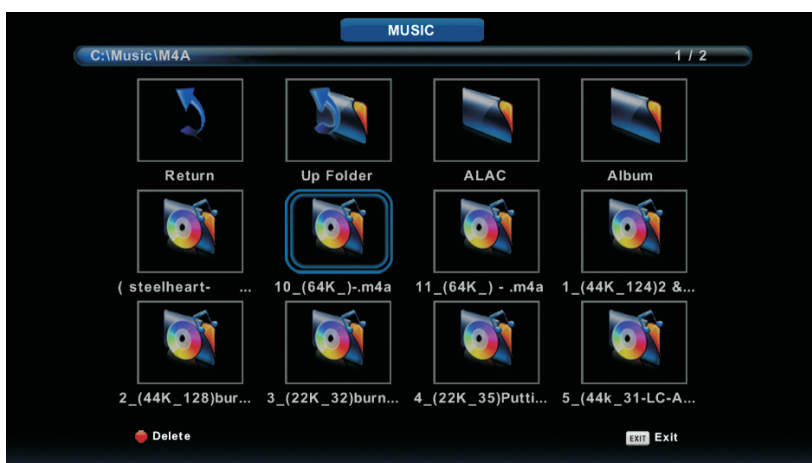 MUSIC
C:\Music\M4A 1 / 2
Return Up Folder ALAC Album
( steelheart- ... 10_(64K_)-.m4a 11_(64K_) - .m4a 1_(44K_124)2 &...
2_(44K_128)bur... 3_(22K_32)burn... 4_(22K_35)Putti... 5_(44k_31-LC-A...
Delete EXIT Exit